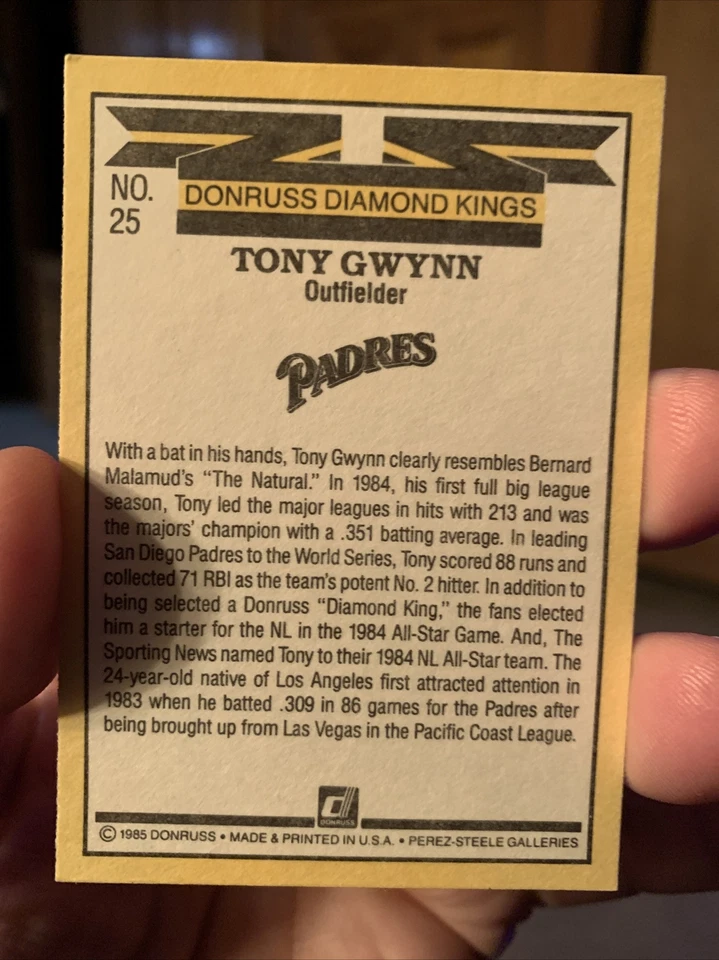 NO.
25
DONRUSS DIAMOND KINGS
TONY GWYNN
Outfielder
PADRES
With a bat in his hands, Tony Gwynn clearly resembles Bernard
Malamud's "The Natural." In 1984, his first full big league
season, Tony led the major leagues in hits with 213 and was
the majors' champion with a .351 batting average. In leading
San Diego Padres to the World Series, Tony scored 88 runs and
collected 71 RBI as the team's potent No. 2 hitter. In addition to
being selected a Donruss "Diamond King," the fans elected
him a starter for the NL in the 1984 All-Star Game. And, The
Sporting News named Tony to their 1984 NL All-Star team. The
24-year-old native of Los Angeles first attracted attention in
1983 when he batted .309 in 86 games for the Padres after
being brought up from Las Vegas in the Pacific Coast League.
d
DONRUSS
© 1985 DONRUSS • MADE & PRINTED IN U.S.A. • PEREZ-STEELE GALLERIES